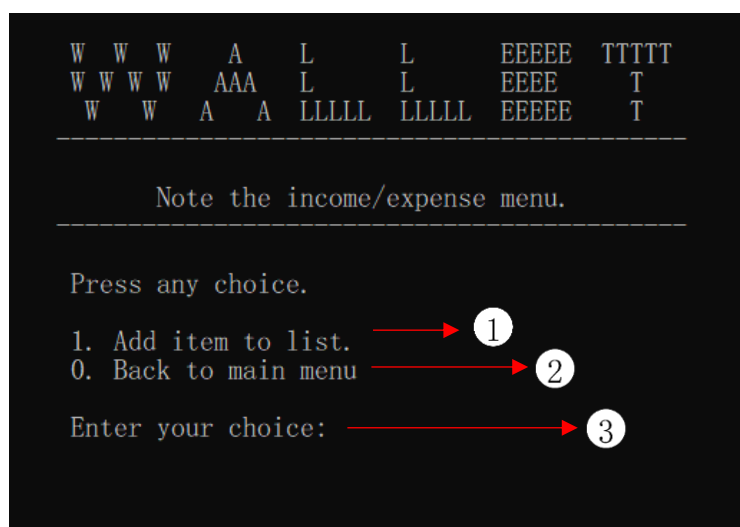 W  W  W    A    L      L      EEEEE  TTTTT
W W W W   AAA   L      L      EEEE     T
 W   W   A   A  LLLLL  LLLLL  EEEEE    T
--------------------------------------------
Note the income/expense menu.
--------------------------------------------
Press any choice.
1. Add item to list. 1
0. Back to main menu 2
Enter your choice: 3